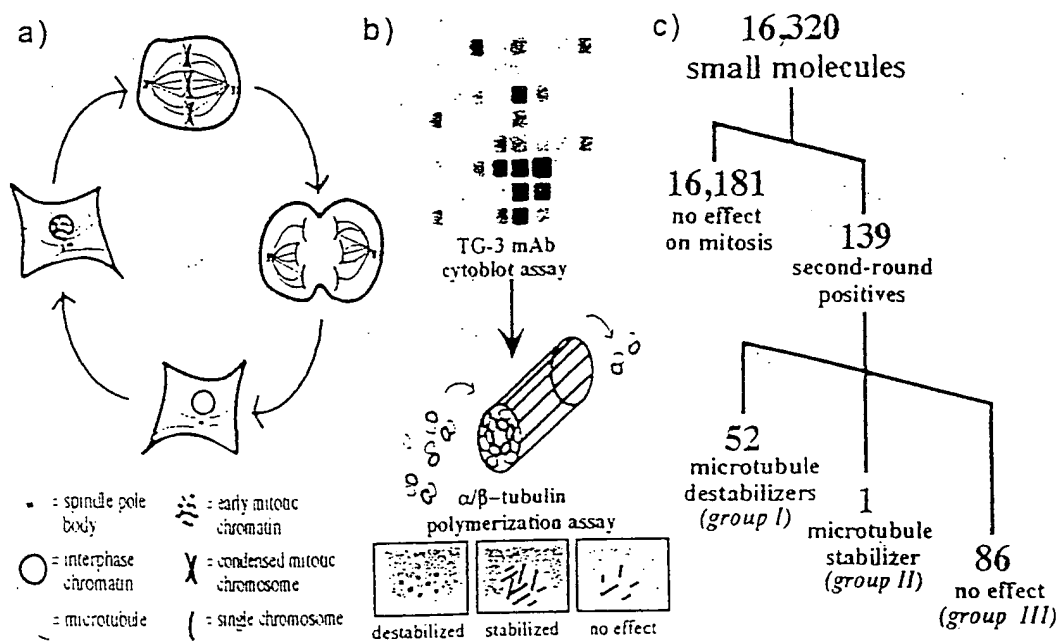 a)
= spindle pole
body
= interphase
chromatin
microtubule
= early mitotic
chromatin
= condensed mitotic
chromosome
= single chromosome
b)
TG-3 mAb
cytoblot assay
α/β-tubulin
polymerization assay
destabilized
stabilized
no effect
c)
16,320
small molecules
16,181
no effect
on mitosis
139
second-round
positives
52
microtubule
destabilizers
(group I)
1
microtubule
stabilizer
(group II)
86
no effect
(group III)